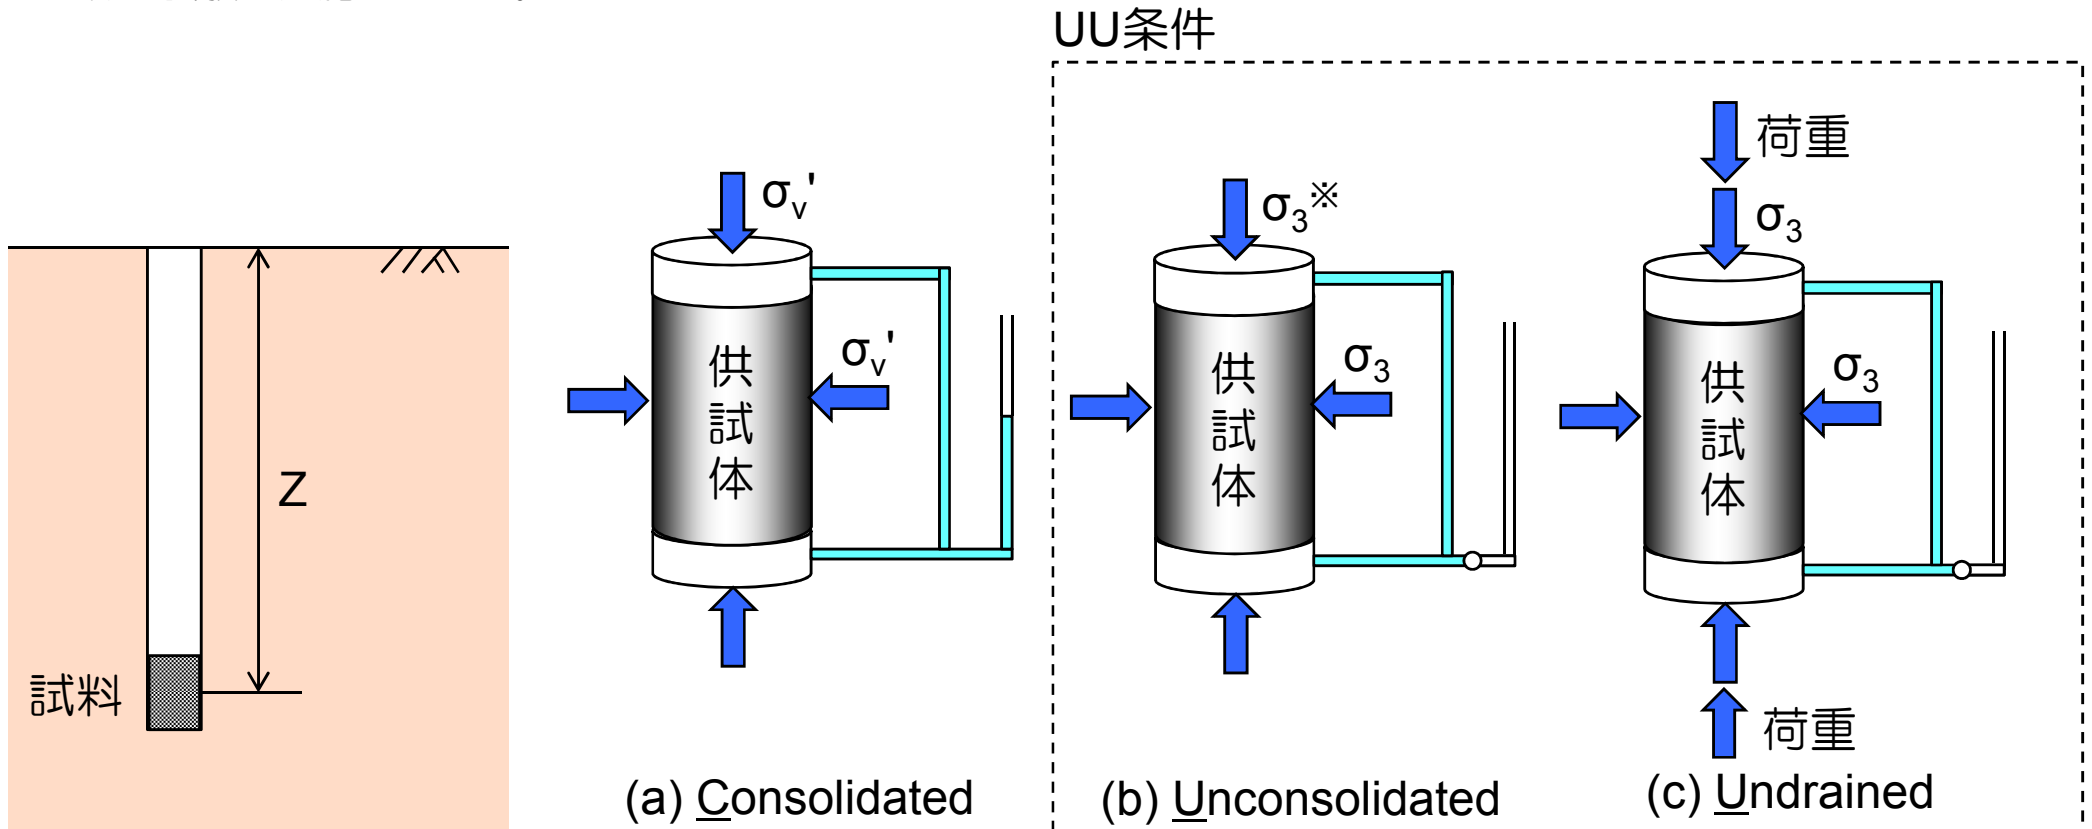 UU条件
荷重
σv'
σ3※
σ3
σv'
σ3
σ3
供試体
供試体
供試体
Z
試料
荷重
(a) Consolidated
(b) Unconsolidated
(c) Undrained